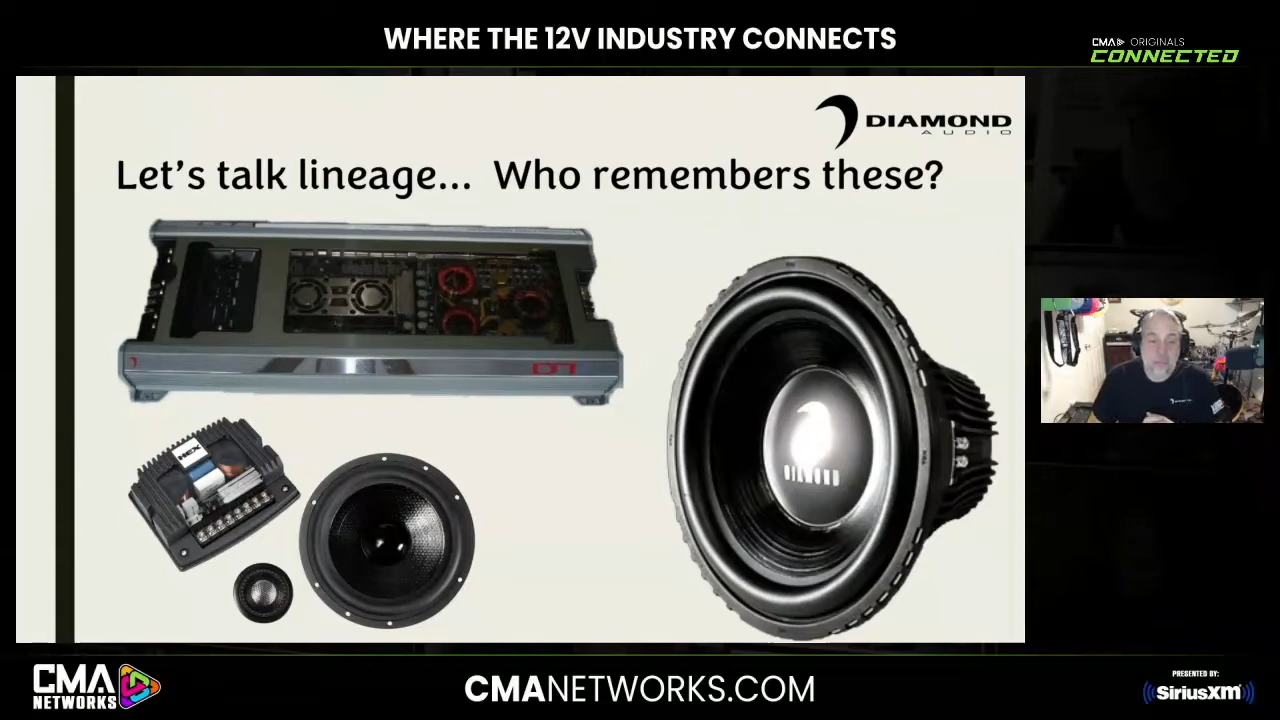 WHERE THE 12V INDUSTRY CONNECTS
CMA ORIGINALS
CONNECTED
DIAMOND
AUDIO
Let's talk lineage... Who remembers these?
D7
HEX
DIAMOND
CMA
NETWORKS
CMANETWORKS.COM
PRESENTED BY:
SiriusXM